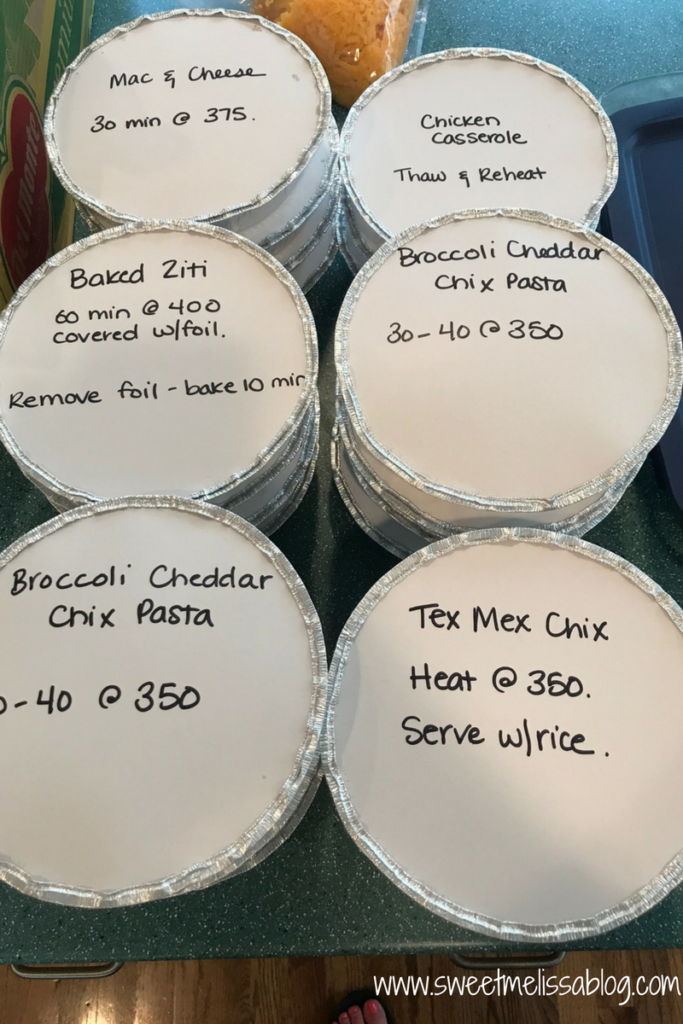 Mac & Cheese
30 min @ 375.
Chicken
Casserole
Thaw & Reheat
Baked Ziti
60 min @ 400
covered w/foil.
Remove foil - bake 10 min
Broccoli Cheddar
Chix Pasta
30-40 @ 350
Broccoli Cheddar
Chix Pasta
0-40 @ 350
Tex Mex Chix
Heat @ 350.
Serve w/rice.
www.sweetmelissablog.com